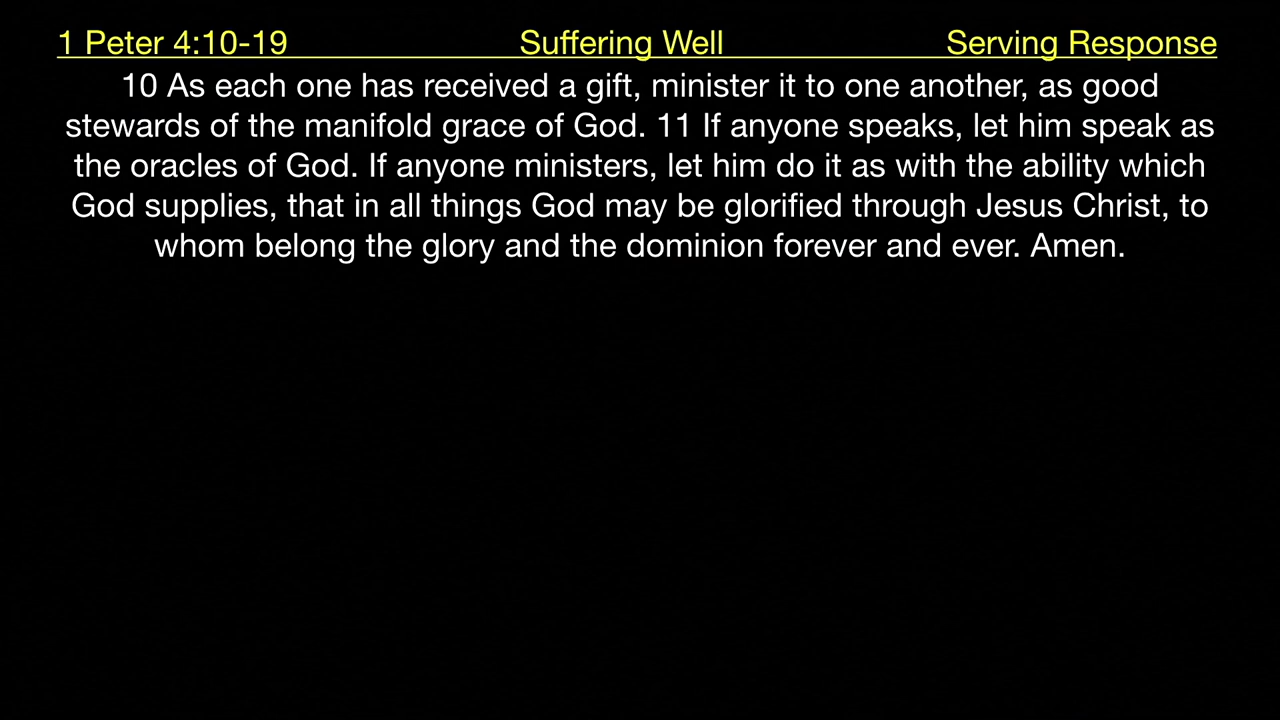 1 Peter 4:10-19 Suffering Well Serving Response
10 As each one has received a gift, minister it to one another, as good
stewards of the manifold grace of God. 11 If anyone speaks, let him speak as
the oracles of God. If anyone ministers, let him do it as with the ability which
God supplies, that in all things God may be glorified through Jesus Christ, to
whom belong the glory and the dominion forever and ever. Amen.